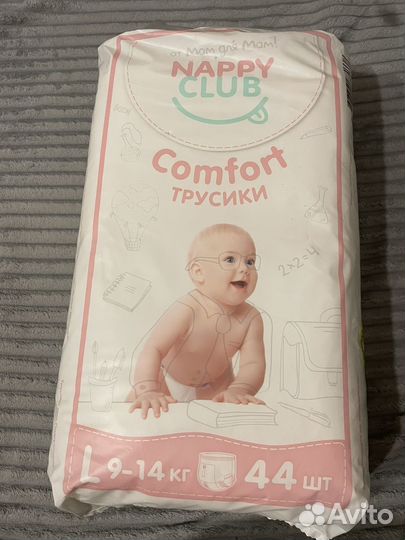 от Мам для Мам!
NAPPY
CLUB
Comfort
ТРУСИКИ
2×2=4
L 9-14 КГ 44 ШТ
Avito